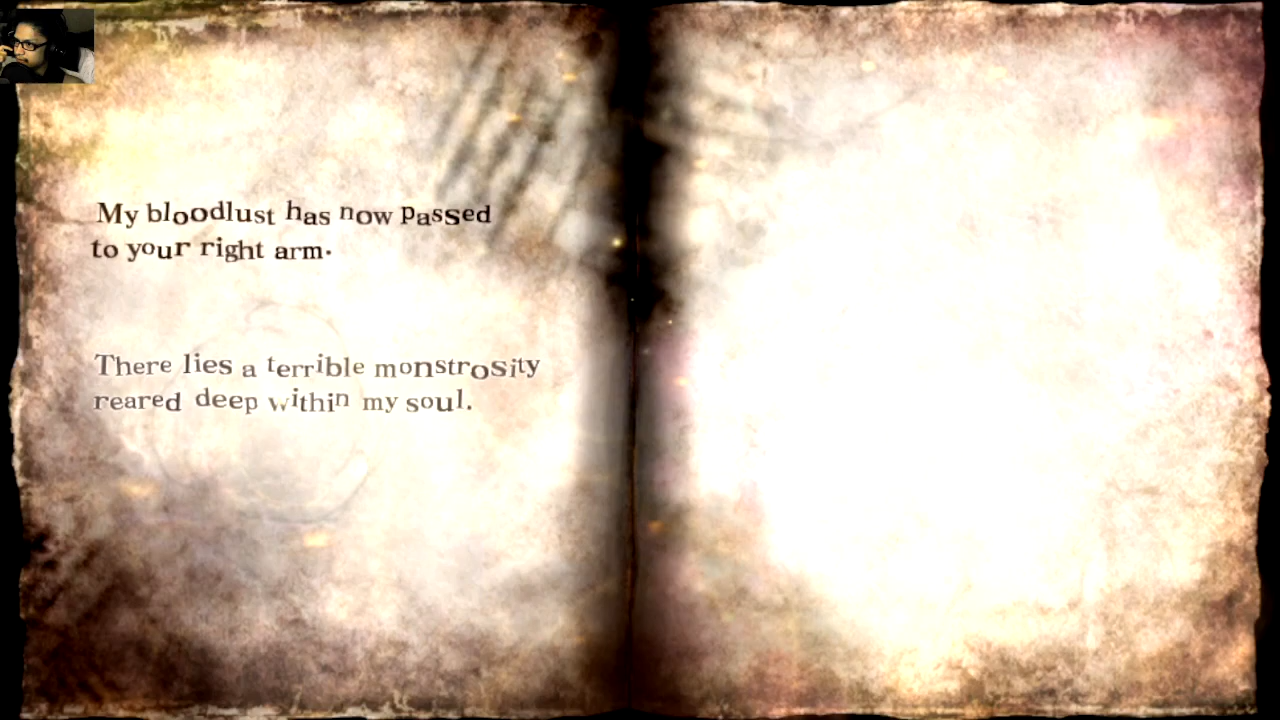 My bloodlust has now passed
to your right arm.
There lies a terrible monstrosity
reared deep within my soul.